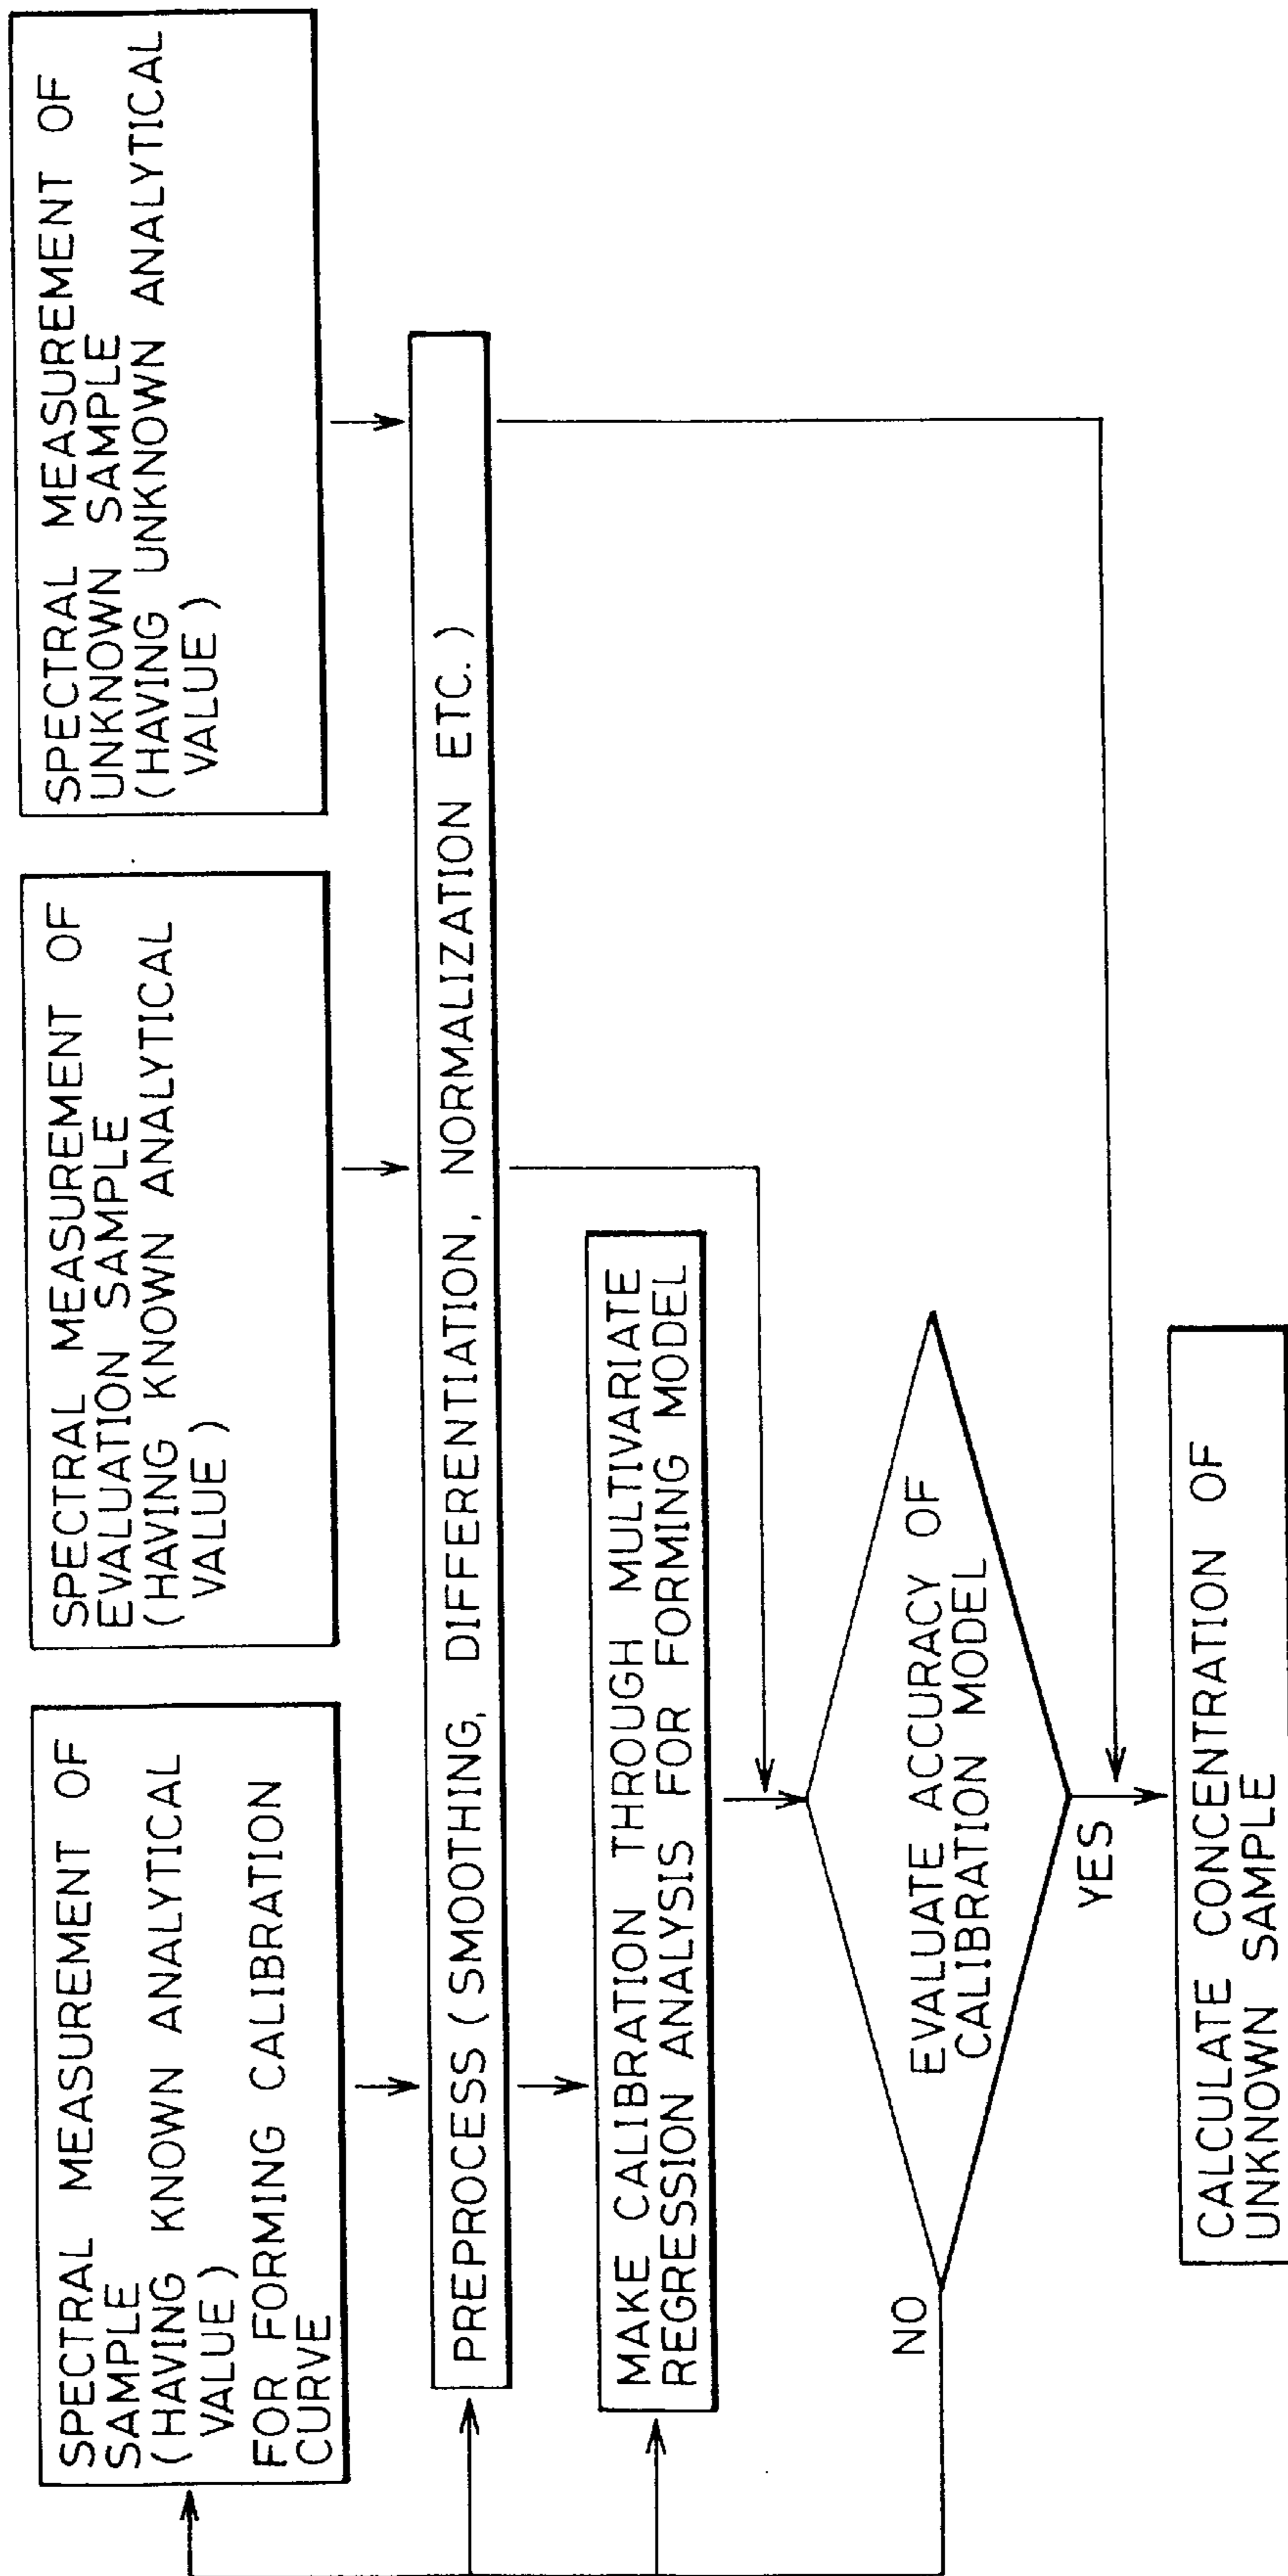 SPECTRAL MEASUREMENT OF
SAMPLE
(HAVING KNOWN ANALYTICAL
VALUE)
FOR FORMING CALIBRATION
CURVE
SPECTRAL MEASUREMENT OF
EVALUATION SAMPLE
(HAVING KNOWN ANALYTICAL
VALUE)
SPECTRAL MEASUREMENT OF
UNKNOWN SAMPLE
(HAVING UNKNOWN ANALYTICAL
VALUE)
PREPROCESS (SMOOTHING, DIFFERENTIATION, NORMALIZATION ETC.)
MAKE CALIBRATION THROUGH MULTIVARIATE
REGRESSION ANALYSIS FOR FORMING MODEL
EVALUATE ACCURACY OF
CALIBRATION MODEL
NO
YES
CALCULATE CONCENTRATION OF
UNKNOWN SAMPLE